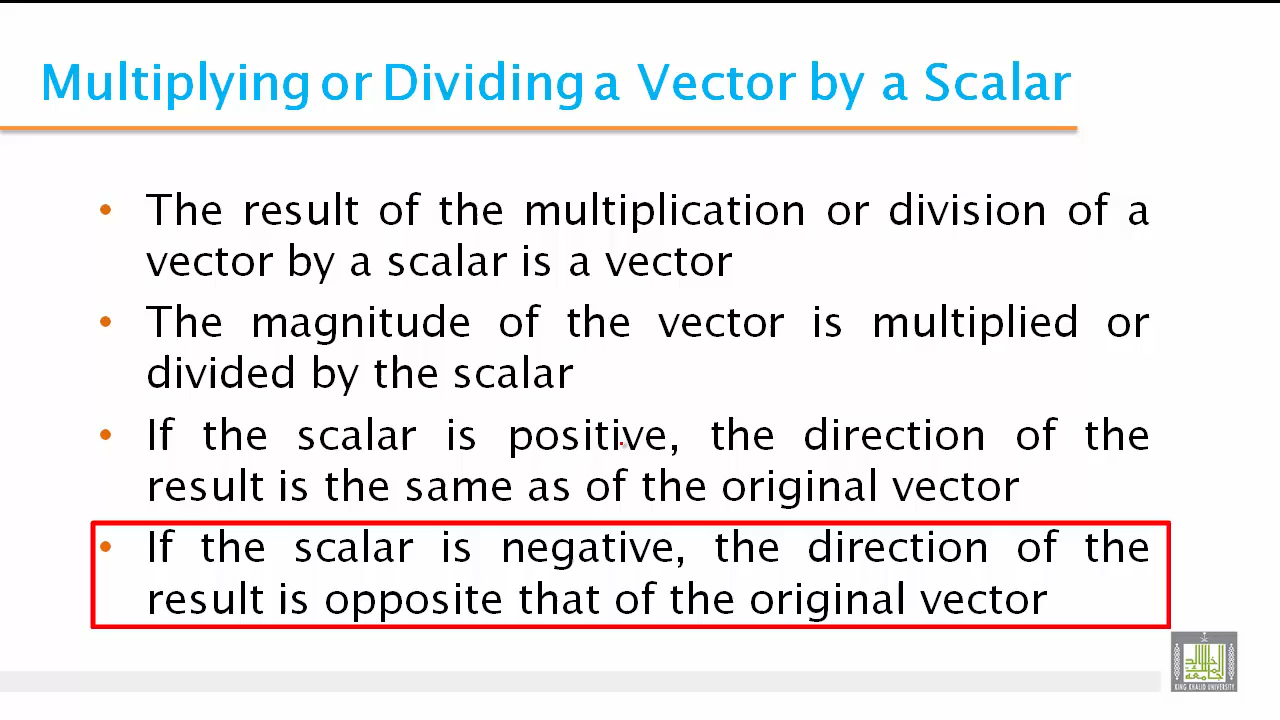 Multiplying or Dividing a Vector by a Scalar
• The result of the multiplication or division of a
vector by a scalar is a vector
• The magnitude of the vector is multiplied or
divided by the scalar
• If the scalar is positive, the direction of the
result is the same as of the original vector
• If the scalar is negative, the direction of the
result is opposite that of the original vector
KING KHALID UNIVERSITY